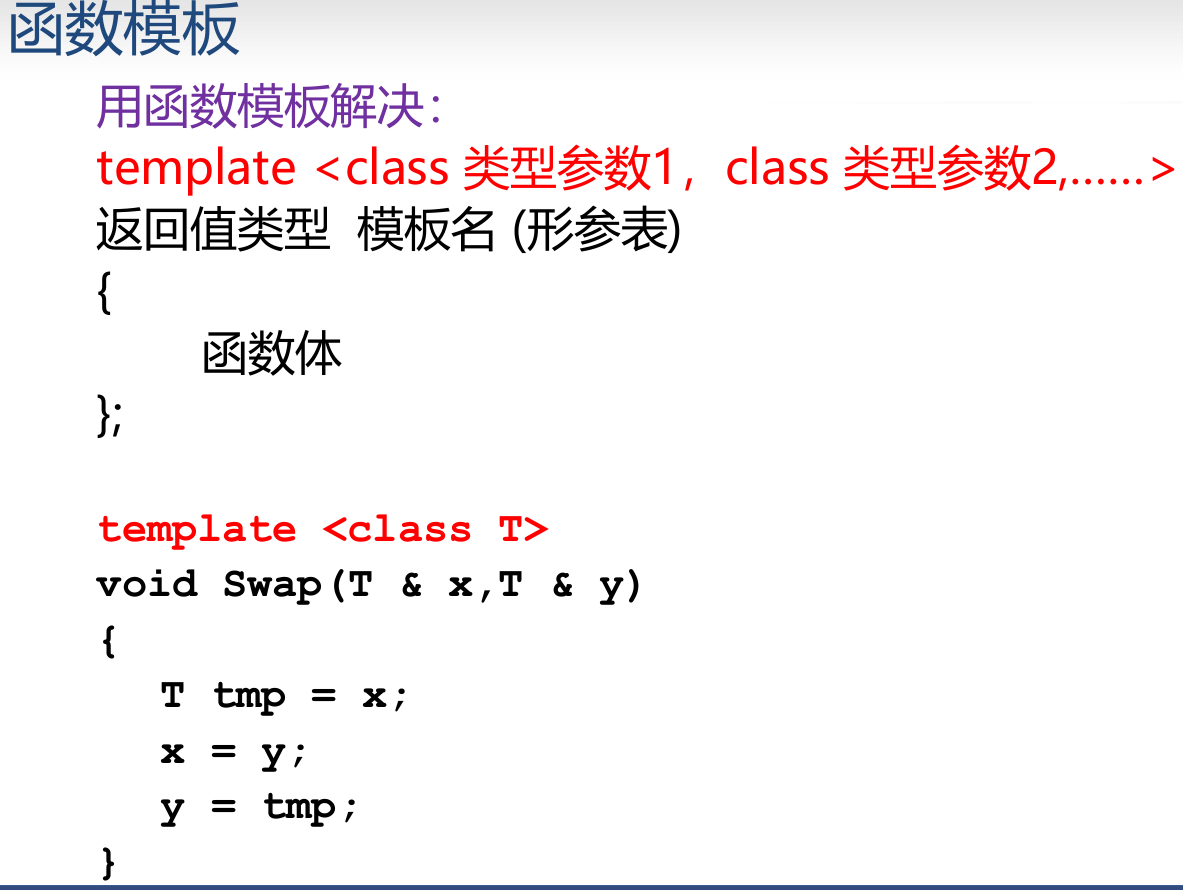 函数模板
用函数模板解决：
template <class 类型参数1，class 类型参数2,……>
返回值类型 模板名 (形参表)
{
函数体
};
template <class T>
void Swap(T & x,T & y)
{
T tmp = x;
x = y;
y = tmp;
}